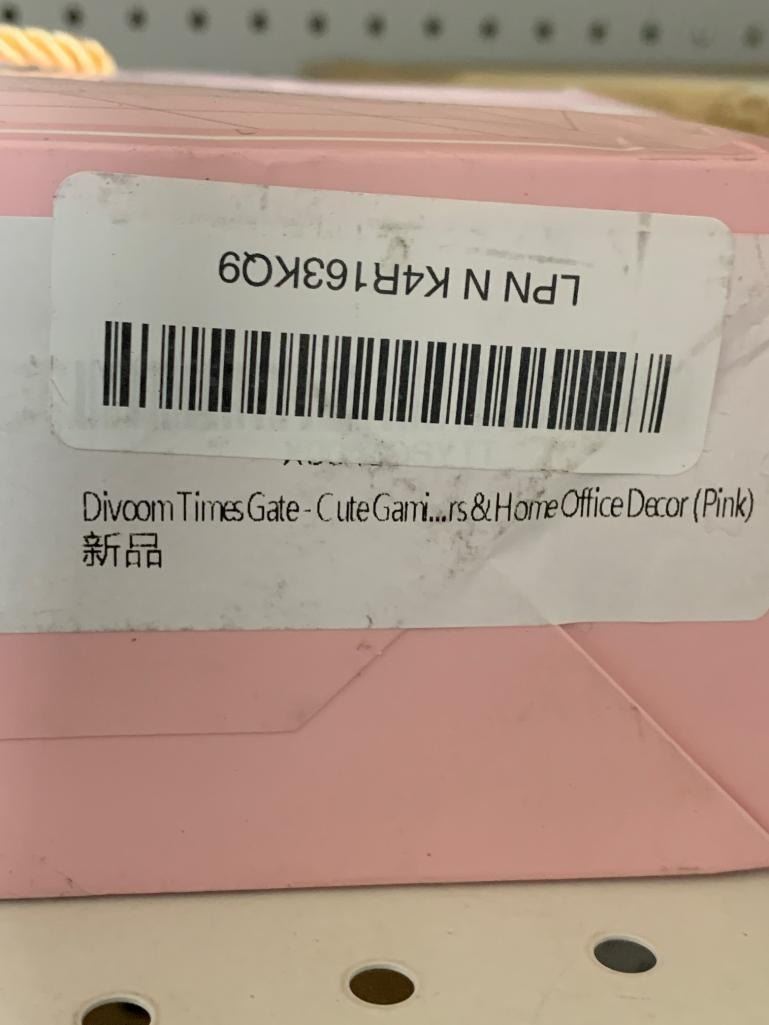 LPN N K4R163KQ9
Divoom Times Gate - Cute Gami...rs & Home Office Decor (Pink)
新品